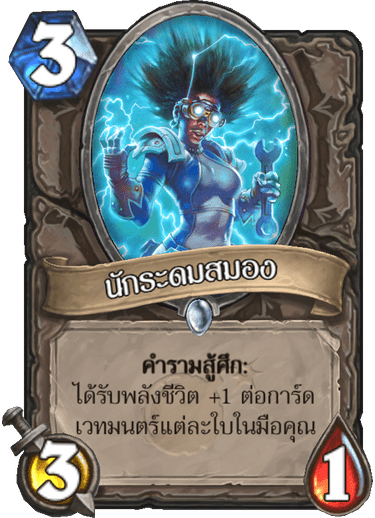 3
นักระดมสมอง
คำรามสู้ศึก:
ได้รับพลังชีวิต +1 ต่อการ์ด
เวทมนตร์แต่ละใบในมือคุณ
3
1